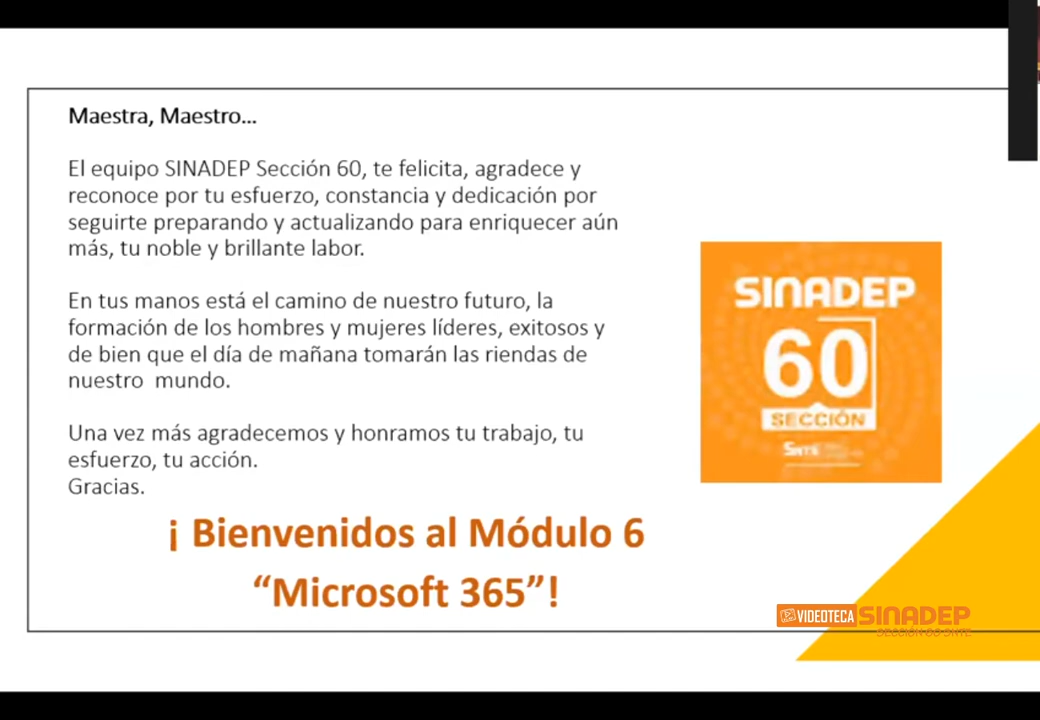 Maestra, Maestro...
El equipo SINADEP Sección 60, te felicita, agradece y
reconoce por tu esfuerzo, constancia y dedicación por
seguirte preparando y actualizando para enriquecer aún
más, tu noble y brillante labor.
En tus manos está el camino de nuestro futuro, la
formación de los hombres y mujeres líderes, exitosos y
de bien que el día de mañana tomarán las riendas de
nuestro mundo.
Una vez más agradecemos y honramos tu trabajo, tu
esfuerzo, tu acción.
Gracias.
¡ Bienvenidos al Módulo 6
“Microsoft 365”!
SINADEP
60
SECCIÓN
SNTE
VIDEOTECA SINADEP
SECCIÓN 60 SNTE